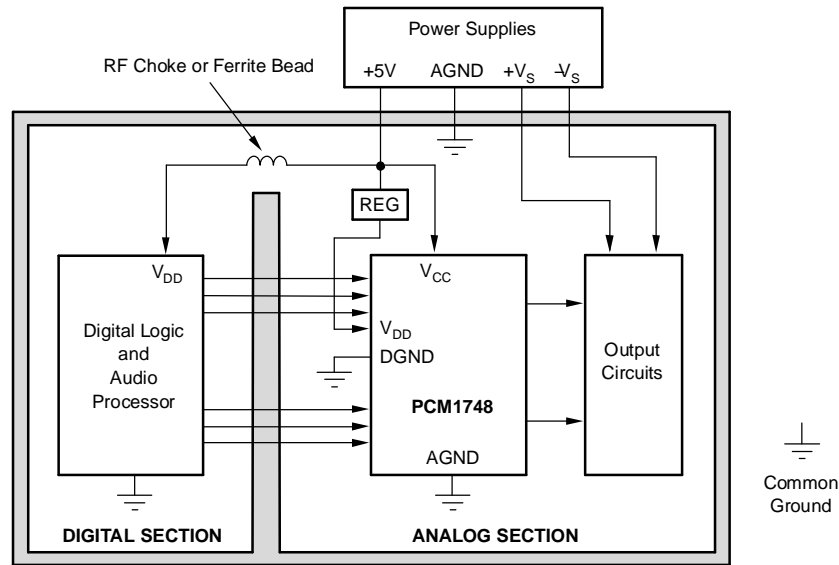 Power Supplies
+5V AGND +VS –VS
RF Choke or Ferrite Bead
REG
VDD
Digital Logic
and
Audio
Processor
VCC
VDD
DGND
PCM1748
AGND
Output
Circuits
Common
Ground
DIGITAL SECTION
ANALOG SECTION